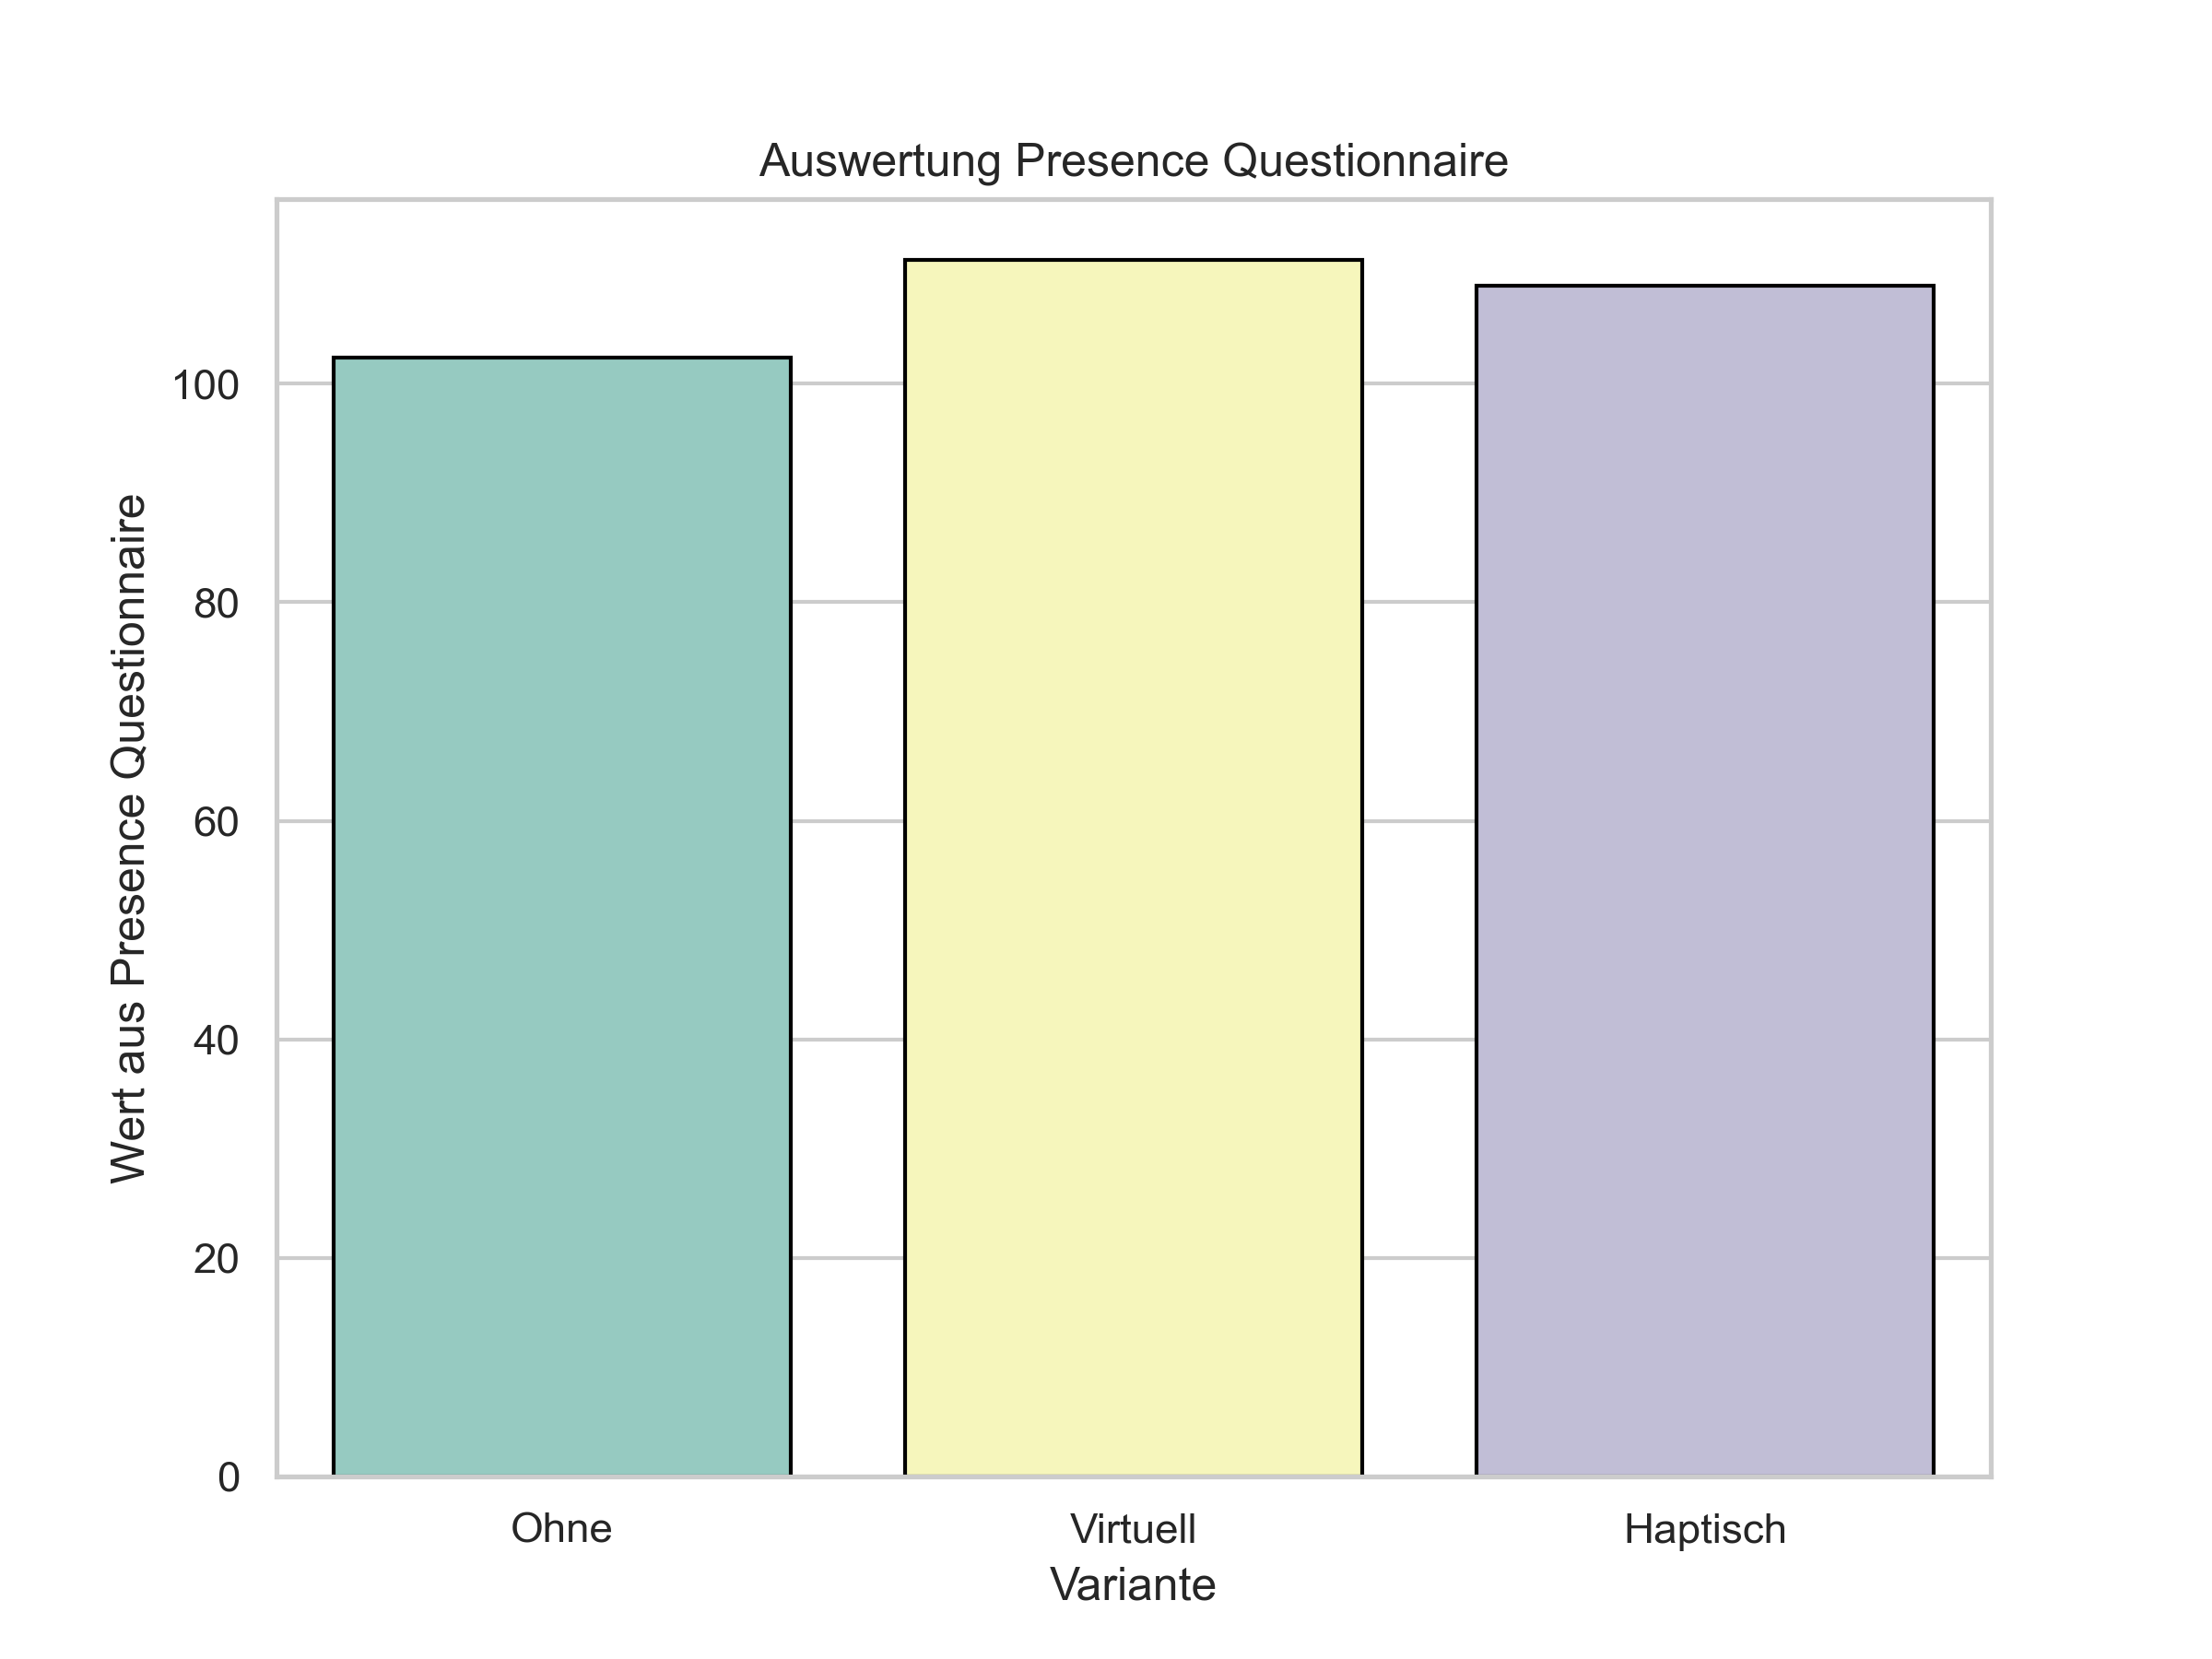 Auswertung Presence Questionnaire
Wert aus Presence Questionnaire
100
80
60
40
20
0
Ohne
Virtuell
Haptisch
Variante